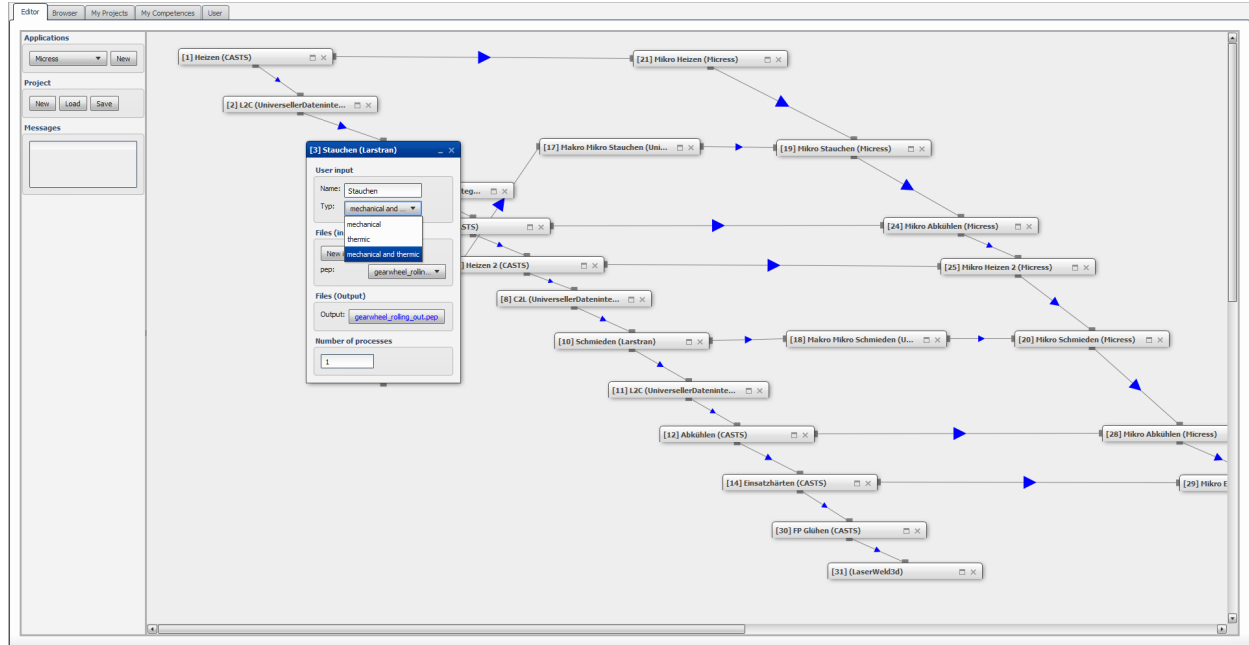 Editor Browser My Projects My Competences User
Applications
Micress New
Project
New Load Save
Messages
[1] Heizen (CASTS)
[21] Mikro Heizen (Micress)
[2] L2C (UniversellerDateninte...
[3] Stauchen (Larstran)
User input
Name: Stauchen
Typ: mechanical and ...
mechanical
thermic
mechanical and thermic
Files (in
New
pep: gearwheel_rollin...
Files (Output)
Output: gearwheel_rolling_out.pep
Number of processes
1
[17] Makro Mikro Stauchen (Uni...
[19] Mikro Stauchen (Micress)
teg...
STS)
[24] Mikro Abkühlen (Micress)
] Heizen 2 (CASTS)
[25] Mikro Heizen 2 (Micress)
[8] C2L (UniversellerDateninte...
[10] Schmieden (Larstran)
[18] Makro Mikro Schmieden (U...
[20] Mikro Schmieden (Micress)
[11] L2C (UniversellerDateninte...
[12] Abkühlen (CASTS)
[28] Mikro Abkühlen (Micress)
[14] Einsatzhärten (CASTS)
[29] Mikro E
[30] FP Glühen (CASTS)
[31] (LaserWeld3d)